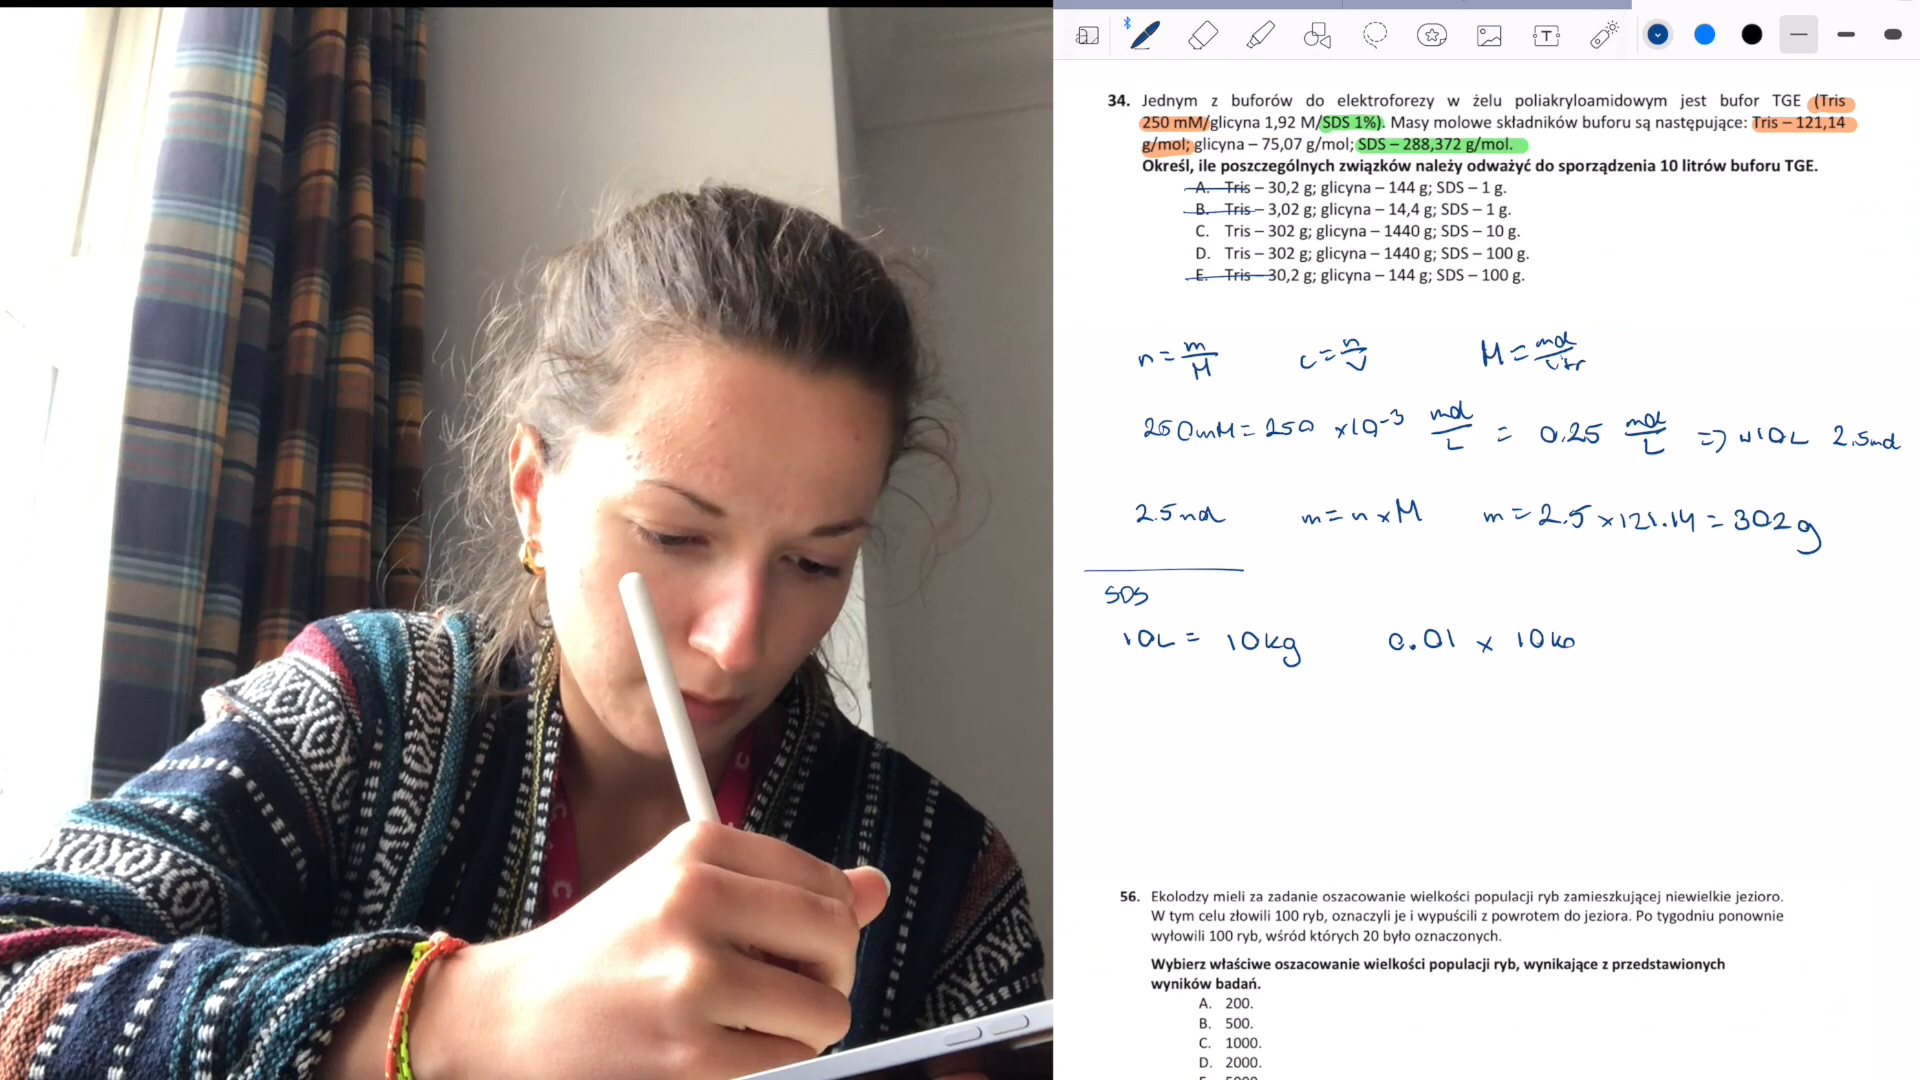 34. Jednym z buforów do elektroforezy w żelu poliakryloamidowym jest bufor TGE (Tris
250 mM/glicyna 1,92 M/SDS 1%). Masy molowe składników buforu są następujące: Tris – 121,14
g/mol; glicyna – 75,07 g/mol; SDS – 288,372 g/mol.
Określ, ile poszczególnych związków należy odważyć do sporządzenia 10 litrów buforu TGE.
A. Tris – 30,2 g; glicyna – 144 g; SDS – 1 g.
B. Tris – 3,02 g; glicyna – 14,4 g; SDS – 1 g.
C. Tris – 302 g; glicyna – 1440 g; SDS – 10 g.
D. Tris – 302 g; glicyna – 1440 g; SDS – 100 g.
E. Tris – 30,2 g; glicyna – 144 g; SDS – 100 g.
n = m/M c = n/V M = mol/litr
250mM = 250 ×10⁻³ mol/L = 0.25 mol/L => w 10L 2.5mol
2.5mol m = n × M m = 2.5 × 121.14 = 302 g
SDS
10L = 10kg 0.01 × 10kg
56. Ekolodzy mieli za zadanie oszacowanie wielkości populacji ryb zamieszkującej niewielkie jezioro.
W tym celu złowili 100 ryb, oznaczyli je i wypuścili z powrotem do jeziora. Po tygodniu ponownie
wyłowili 100 ryb, wśród których 20 było oznaczonych.
Wybierz właściwe oszacowanie wielkości populacji ryb, wynikające z przedstawionych
wyników badań.
A. 200.
B. 500.
C. 1000.
D. 2000.